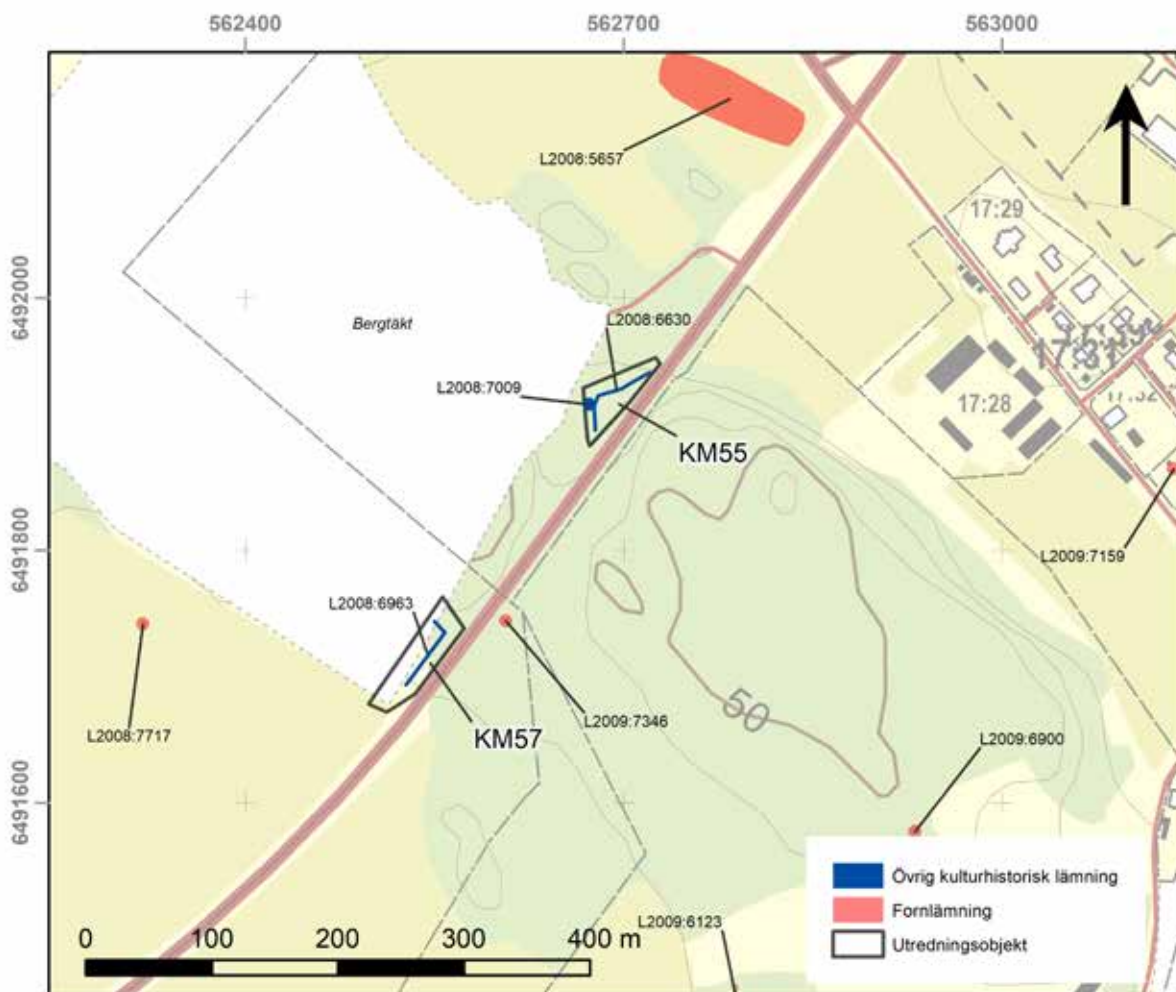 562400
562700
563000
L2008:5657
17:29
6492000
Bergtäkt
L2008:6630
L2008:7009
17:28
KM55
6491800
L2009:7159
L2008:6963
L2009:7346
L2008:7717
KM57
50
L2009:6900
6491600
Övrig kulturhistorisk lämning
L2009:6123
Fornlämning
0 100 200 300 400 m
Utredningsobjekt